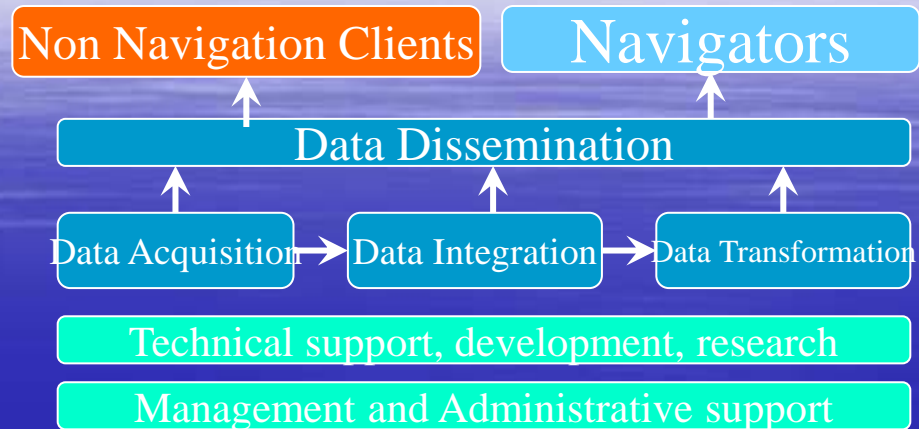 Non Navigation Clients
Navigators
Data Dissemination
Data Acquisition
Data Integration
Data Transformation
Technical support, development, research
Management and Administrative support